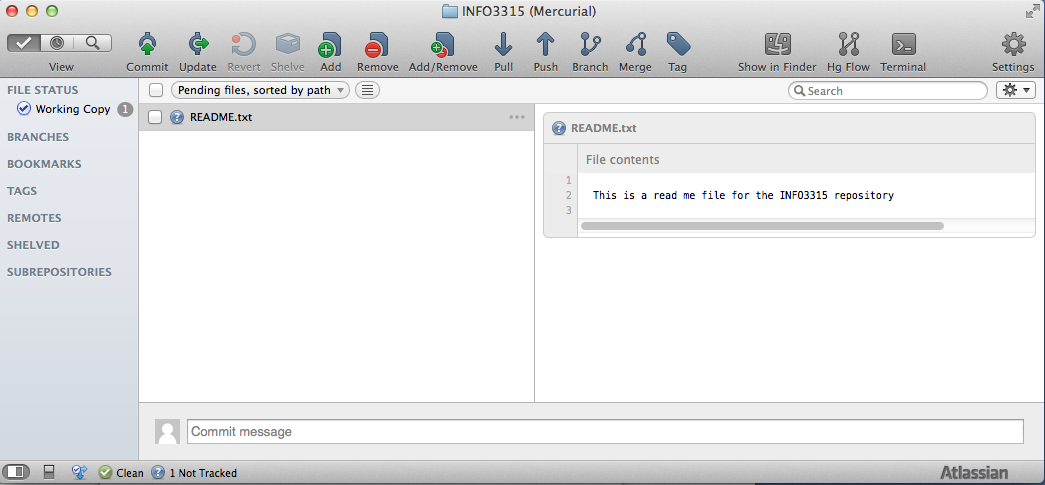 INFO3315 (Mercurial)
View
Commit Update Revert Shelve Add Remove Add/Remove Pull Push Branch Merge Tag Show in Finder Hg Flow Terminal Settings
FILE STATUS
Working Copy 1
BRANCHES
BOOKMARKS
TAGS
REMOTES
SHELVED
SUBREPOSITORIES
Pending files, sorted by path
Search
README.txt
README.txt
File contents
1
2 This is a read me file for the INFO3315 repository
3
Commit message
Clean ? 1 Not Tracked
Atlassian